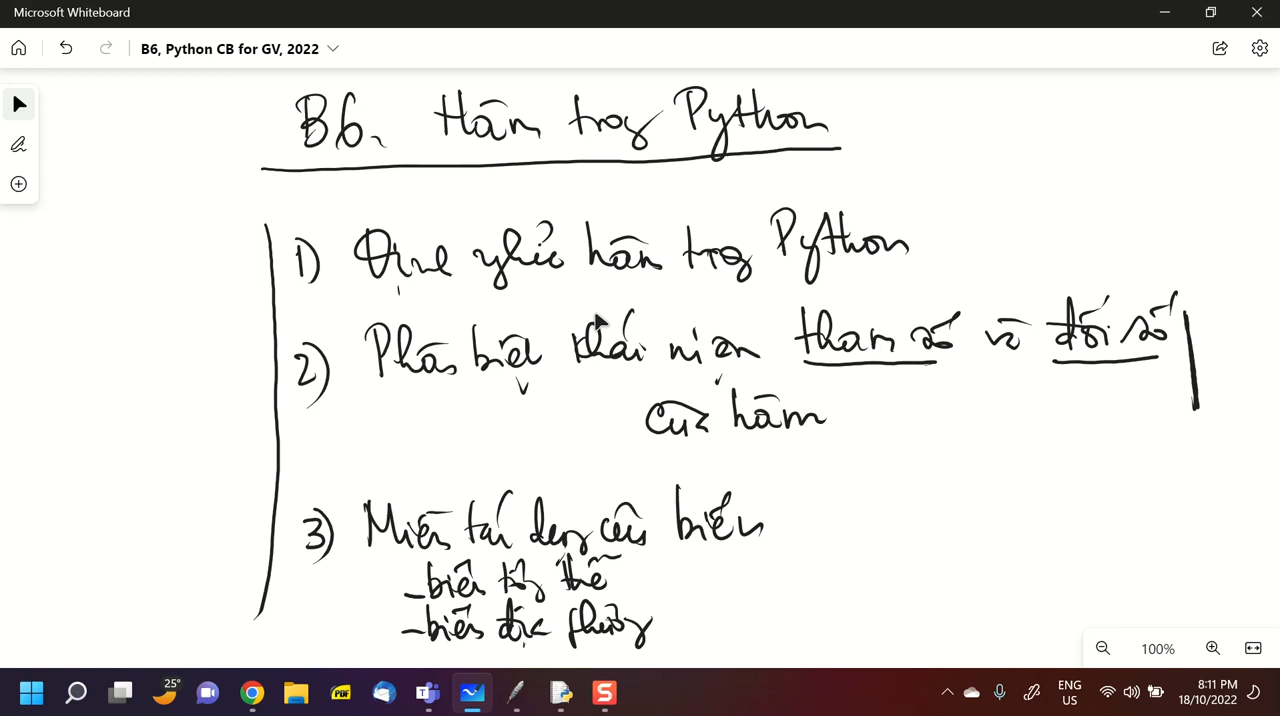 Microsoft Whiteboard
B6, Python CB for GV, 2022
B6. Hàm trong Python
1) Định nghĩa hàm trong Python
2) Phân biệt khái niệm tham số và đối số
của hàm
3) Miền tác dụng của biến
- biến tổng thể
- biến địa phương
100%
25°
PDF
ENG
US
8:11 PM
18/10/2022